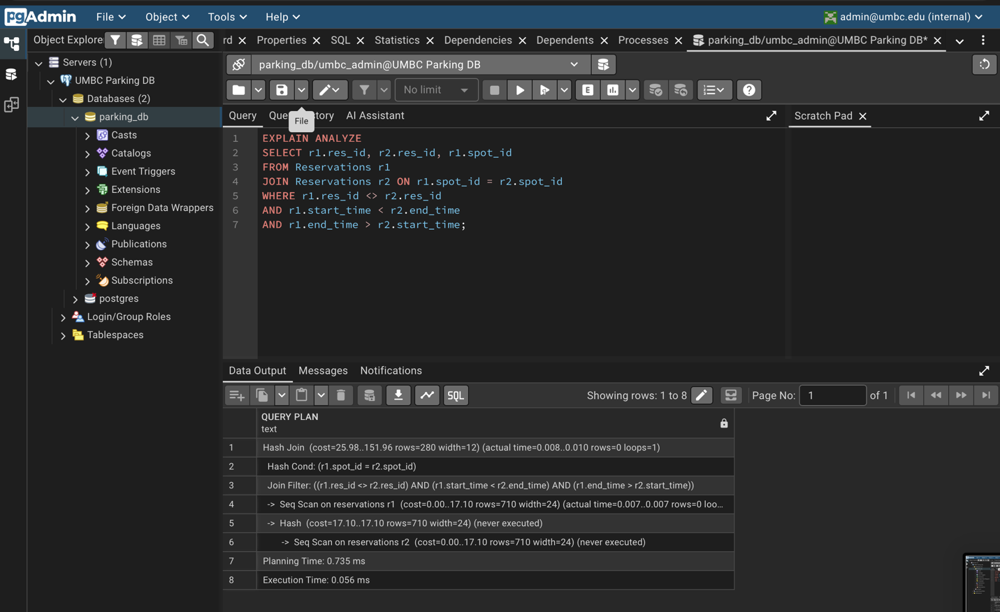 pgAdmin File Object Tools Help admin@umbc.edu (internal)
Object Explore rd Properties SQL Statistics Dependencies Dependents Processes parking_db/umbc_admin@UMBC Parking DB*
Servers (1)
UMBC Parking DB
Databases (2)
parking_db
Casts
Catalogs
Event Triggers
Extensions
Foreign Data Wrappers
Languages
Publications
Schemas
Subscriptions
postgres
Login/Group Roles
Tablespaces
parking_db/umbc_admin@UMBC Parking DB
No limit E
Query Que tory AI Assistant
File
Scratch Pad
1 EXPLAIN ANALYZE
2 SELECT r1.res_id, r2.res_id, r1.spot_id
3 FROM Reservations r1
4 JOIN Reservations r2 ON r1.spot_id = r2.spot_id
5 WHERE r1.res_id <> r2.res_id
6 AND r1.start_time < r2.end_time
7 AND r1.end_time > r2.start_time;
Data Output Messages Notifications
SQL Showing rows: 1 to 8 Page No: 1 of 1
QUERY PLAN
text
1 Hash Join (cost=25.98..151.96 rows=280 width=12) (actual time=0.008..0.010 rows=0 loops=1)
2 Hash Cond: (r1.spot_id = r2.spot_id)
3 Join Filter: ((r1.res_id <> r2.res_id) AND (r1.start_time < r2.end_time) AND (r1.end_time > r2.start_time))
4 -> Seq Scan on reservations r1 (cost=0.00..17.10 rows=710 width=24) (actual time=0.007..0.007 rows=0 loo...
5 -> Hash (cost=17.10..17.10 rows=710 width=24) (never executed)
6 -> Seq Scan on reservations r2 (cost=0.00..17.10 rows=710 width=24) (never executed)
7 Planning Time: 0.735 ms
8 Execution Time: 0.056 ms